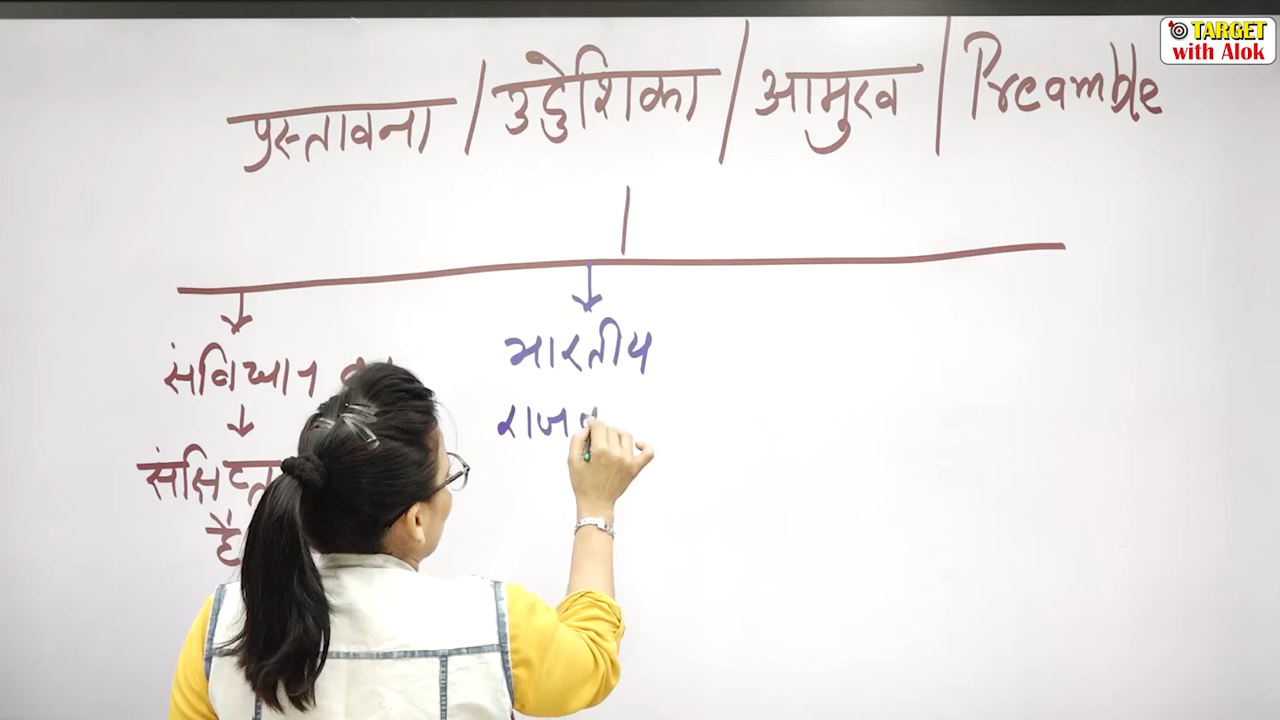 TARGET
with Alok
प्रस्तावना / उद्देशिका / आमुख / Preamble
संविधान
संक्षिप्त
है
भारतीय